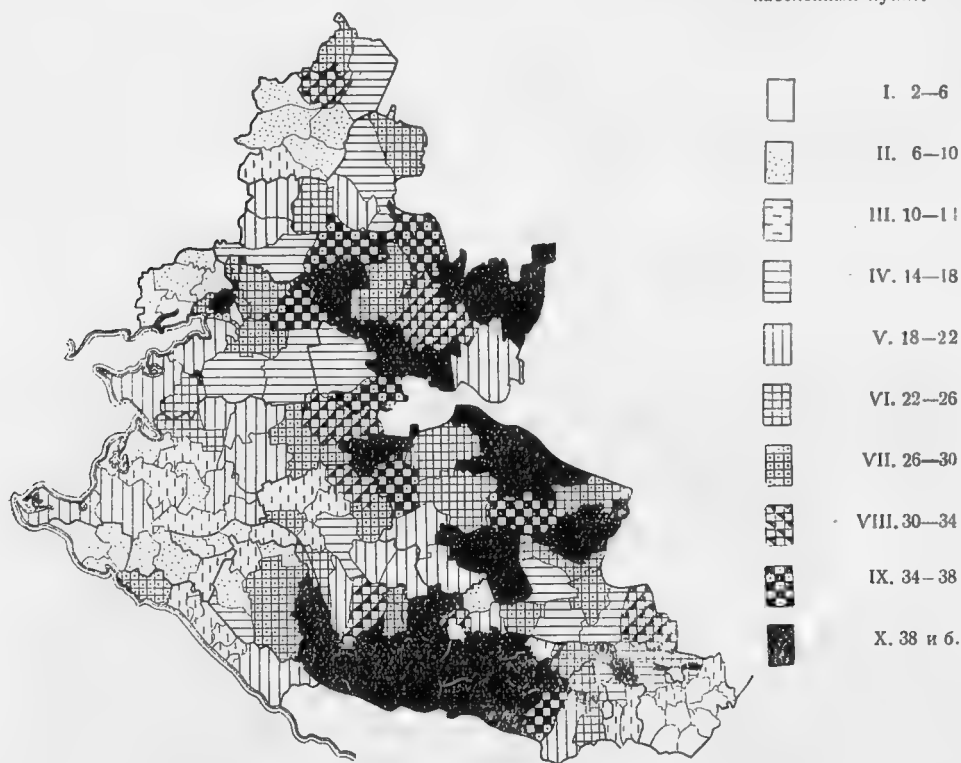 I. 2—6
II. 6—10
III. 10—11
IV. 14—18
V. 18—22
VI. 22—26
VII. 26—30
VIII. 30—34
IX. 34—38
X. 38 и б.